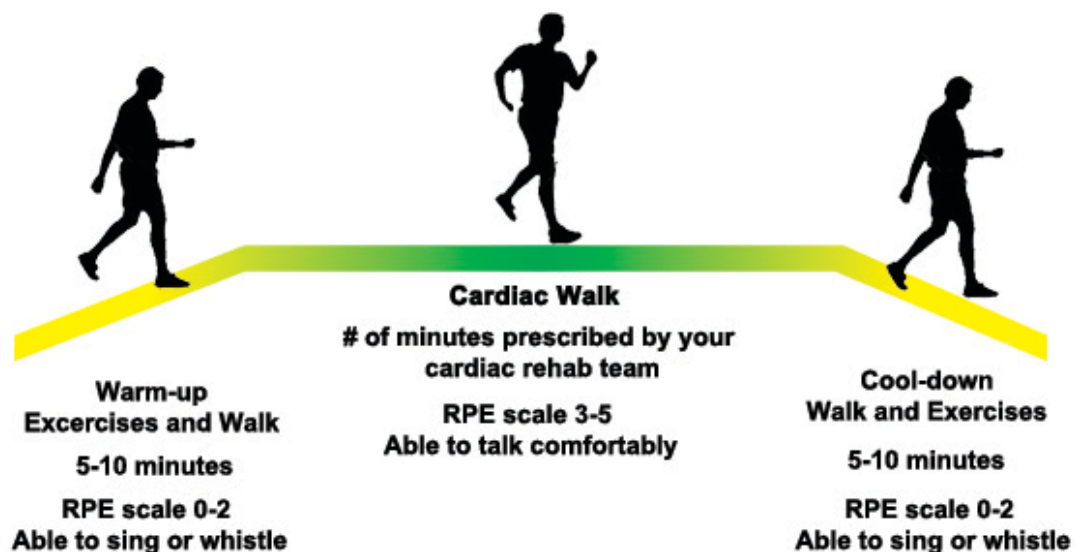 Cardiac Walk
# of minutes prescribed by your
cardiac rehab team
RPE scale 3-5
Able to talk comfortably
Warm-up
Excercises and Walk
5-10 minutes
RPE scale 0-2
Able to sing or whistle
Cool-down
Walk and Exercises
5-10 minutes
RPE scale 0-2
Able to sing or whistle